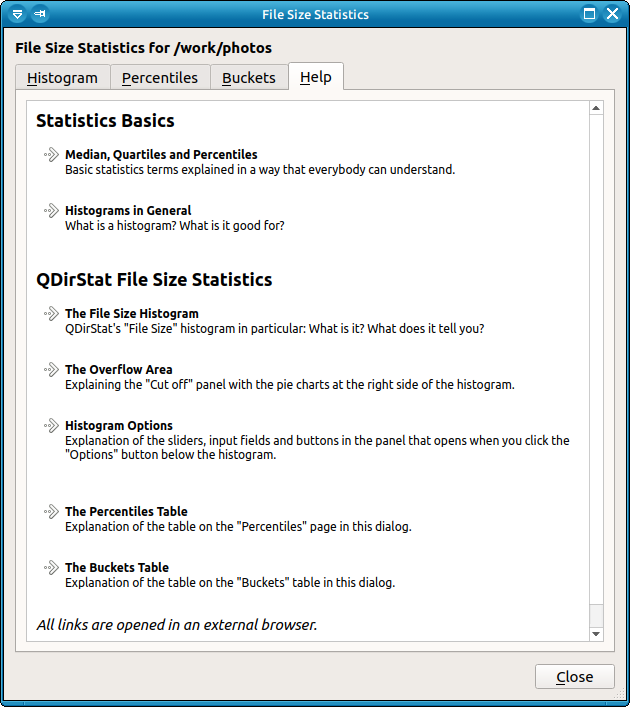 File Size Statistics
File Size Statistics for /work/photos
Histogram Percentiles Buckets Help
Statistics Basics
Median, Quartiles and Percentiles
Basic statistics terms explained in a way that everybody can understand.
Histograms in General
What is a histogram? What is it good for?
QDirStat File Size Statistics
The File Size Histogram
QDirStat's "File Size" histogram in particular: What is it? What does it tell you?
The Overflow Area
Explaining the "Cut off" panel with the pie charts at the right side of the histogram.
Histogram Options
Explanation of the sliders, input fields and buttons in the panel that opens when you click the
"Options" button below the histogram.
The Percentiles Table
Explanation of the table on the "Percentiles" page in this dialog.
The Buckets Table
Explanation of the table on the "Buckets" table in this dialog.
All links are opened in an external browser.
Close